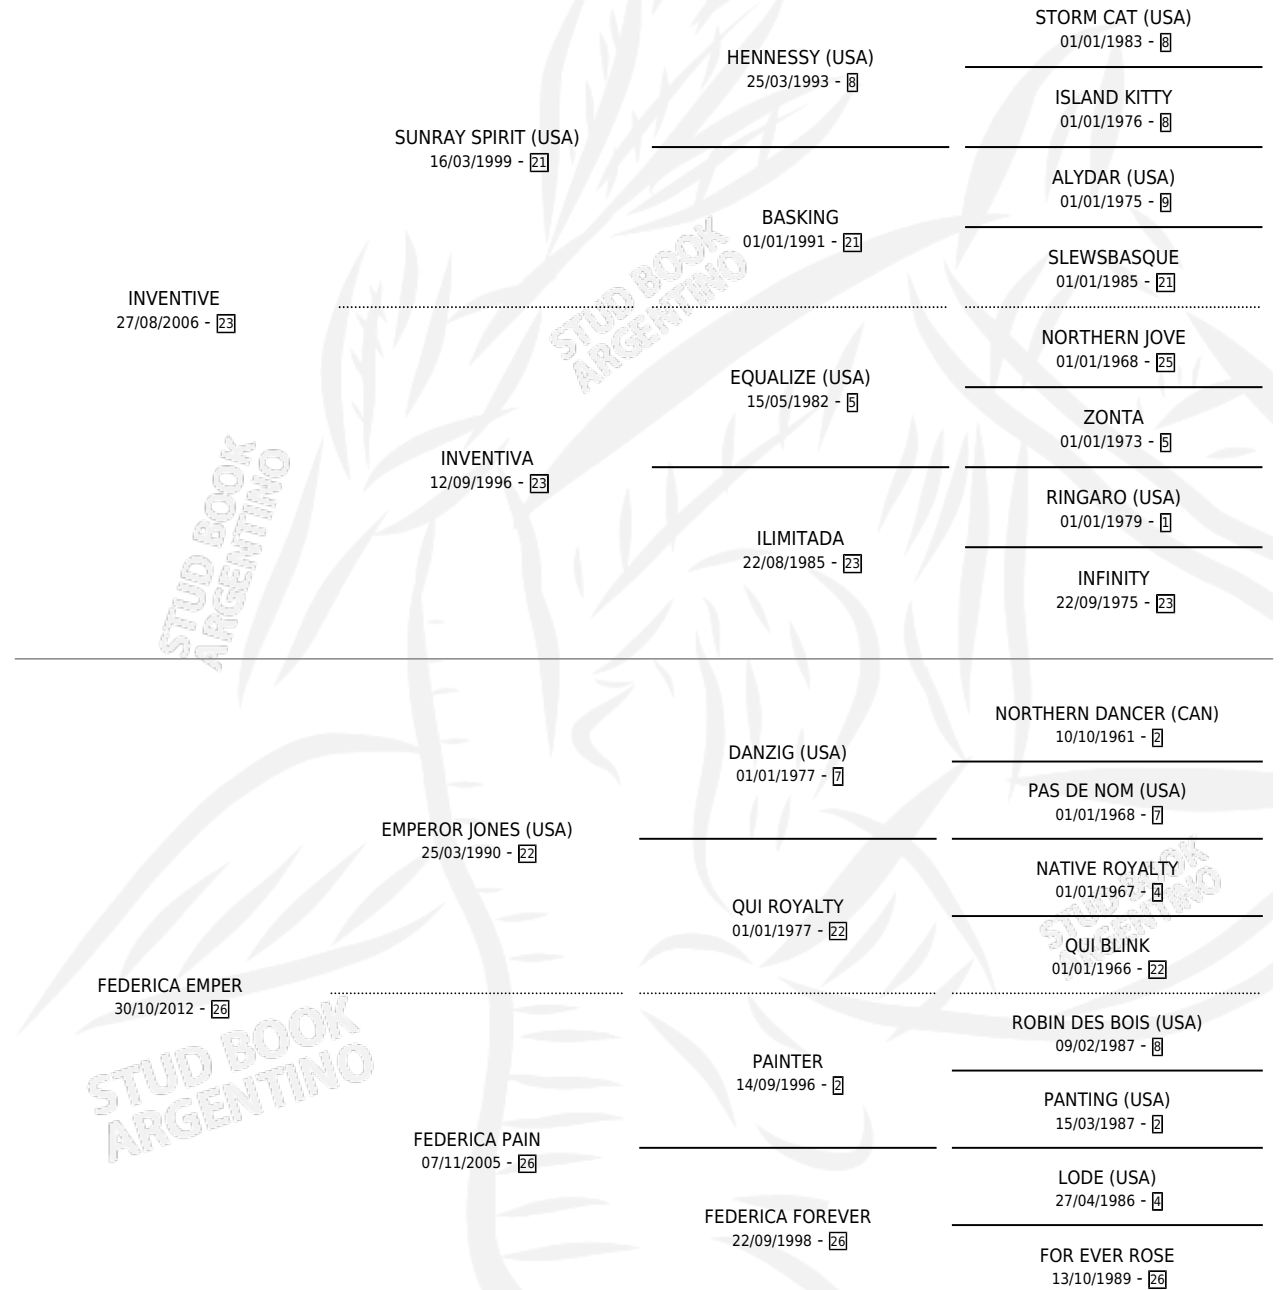 STORM CAT (USA)
01/01/1983 - 8
HENNESSY (USA)
25/03/1993 - 8
ISLAND KITTY
01/01/1976 - 8
SUNRAY SPIRIT (USA)
16/03/1999 - 21
ALYDAR (USA)
01/01/1975 - 9
BASKING
01/01/1991 - 21
SLEWSBASQUE
01/01/1985 - 21
INVENTIVE
27/08/2006 - 23
NORTHERN JOVE
01/01/1968 - 25
EQUALIZE (USA)
15/05/1982 - 5
ZONTA
01/01/1973 - 5
INVENTIVA
12/09/1996 - 23
RINGARO (USA)
01/01/1979 - 1
ILIMITADA
22/08/1985 - 23
INFINITY
22/09/1975 - 23
NORTHERN DANCER (CAN)
10/10/1961 - 2
DANZIG (USA)
01/01/1977 - 7
PAS DE NOM (USA)
01/01/1968 - 7
EMPEROR JONES (USA)
25/03/1990 - 22
NATIVE ROYALTY
01/01/1967 - 4
QUI ROYALTY
01/01/1977 - 22
QUI BLINK
01/01/1966 - 22
FEDERICA EMPER
30/10/2012 - 26
ROBIN DES BOIS (USA)
09/02/1987 - 8
PAINTER
14/09/1996 - 2
PANTING (USA)
15/03/1987 - 2
FEDERICA PAIN
07/11/2005 - 26
LODE (USA)
27/04/1986 - 4
FEDERICA FOREVER
22/09/1998 - 26
FOR EVER ROSE
13/10/1989 - 26
STUD BOOK
ARGENTINO
STUD BOOK
ARGENTINO
STUD BOOK
ARGENTINO
STUD BOOK
ARGENTINO